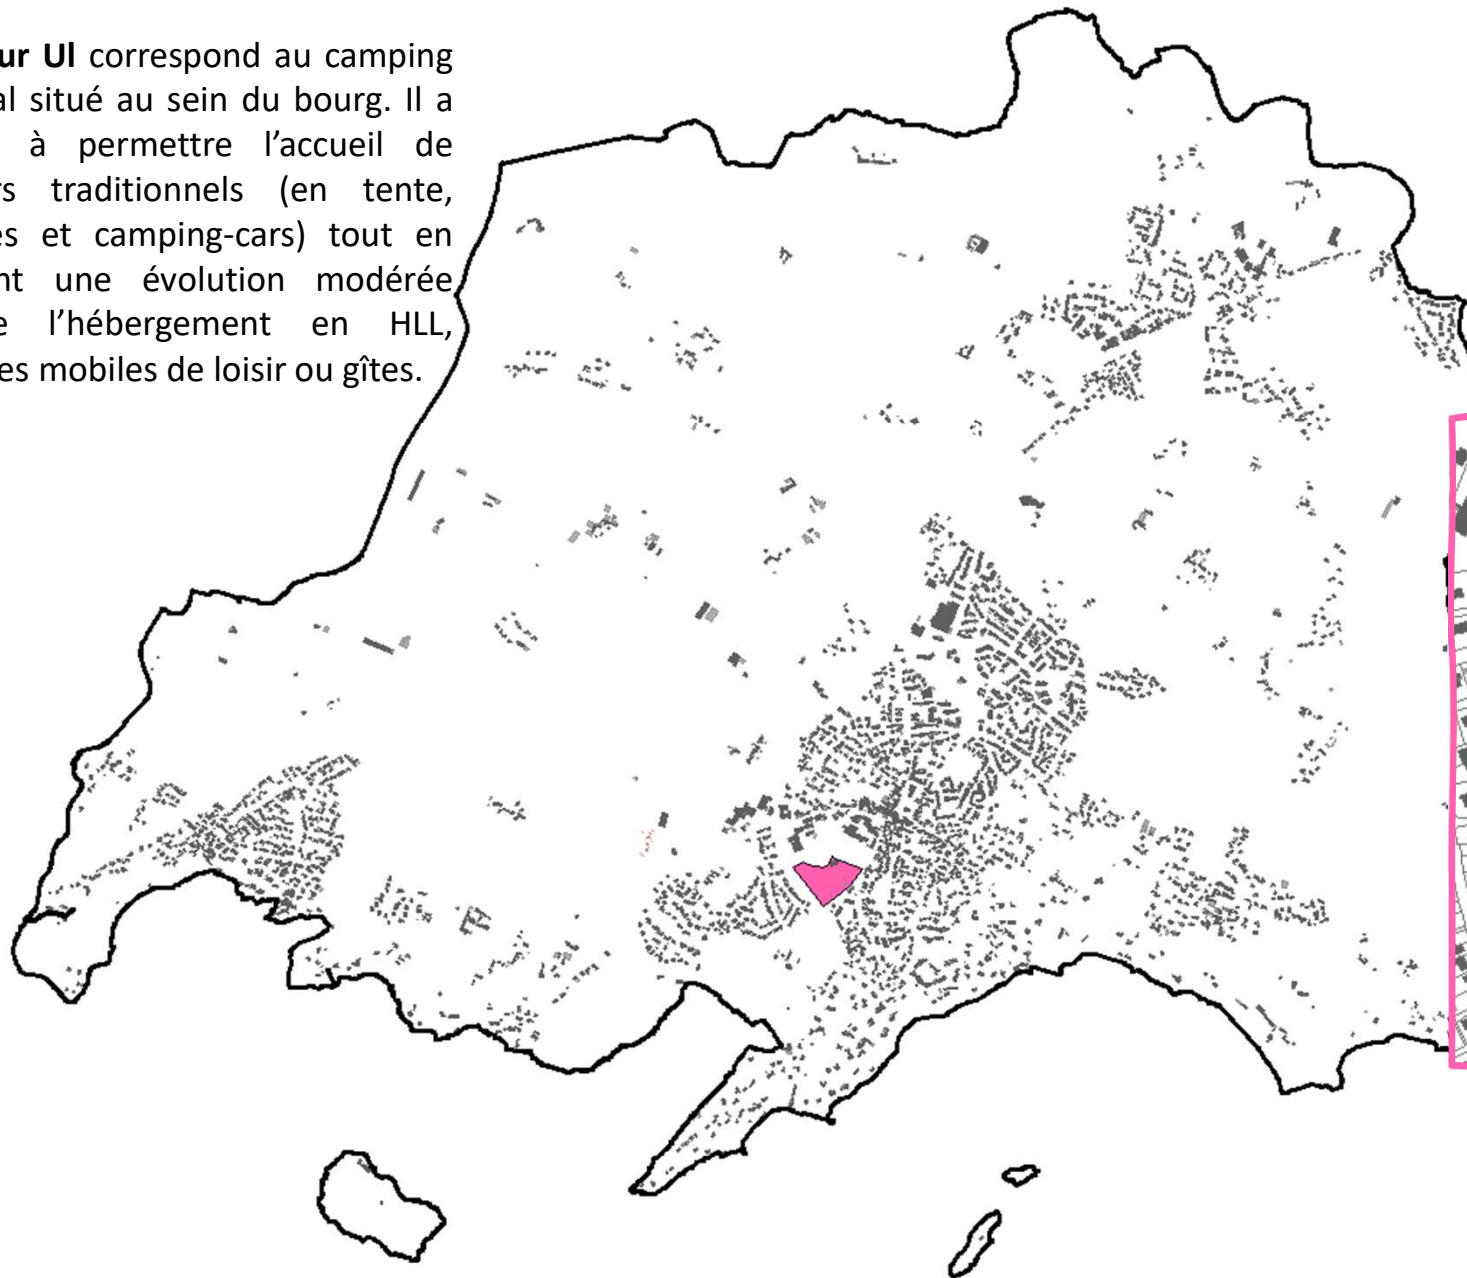 ur Ul correspond au camping
al situé au sein du bourg. Il a
à permettre l’accueil de
rs traditionnels (en tente,
es et camping-cars) tout en
nt une évolution modérée
e l’hébergement en HLL,
es mobiles de loisir ou gîtes.